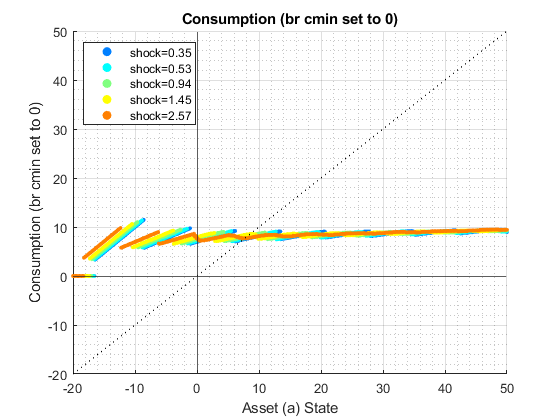 Consumption (br cmin set to 0)
50
40
30
20
10
0
-10
-20
Consumption (br cmin set to 0)
shock=0.35
shock=0.53
shock=0.94
shock=1.45
shock=2.57
-20
-10
0
10
20
30
40
50
Asset (a) State